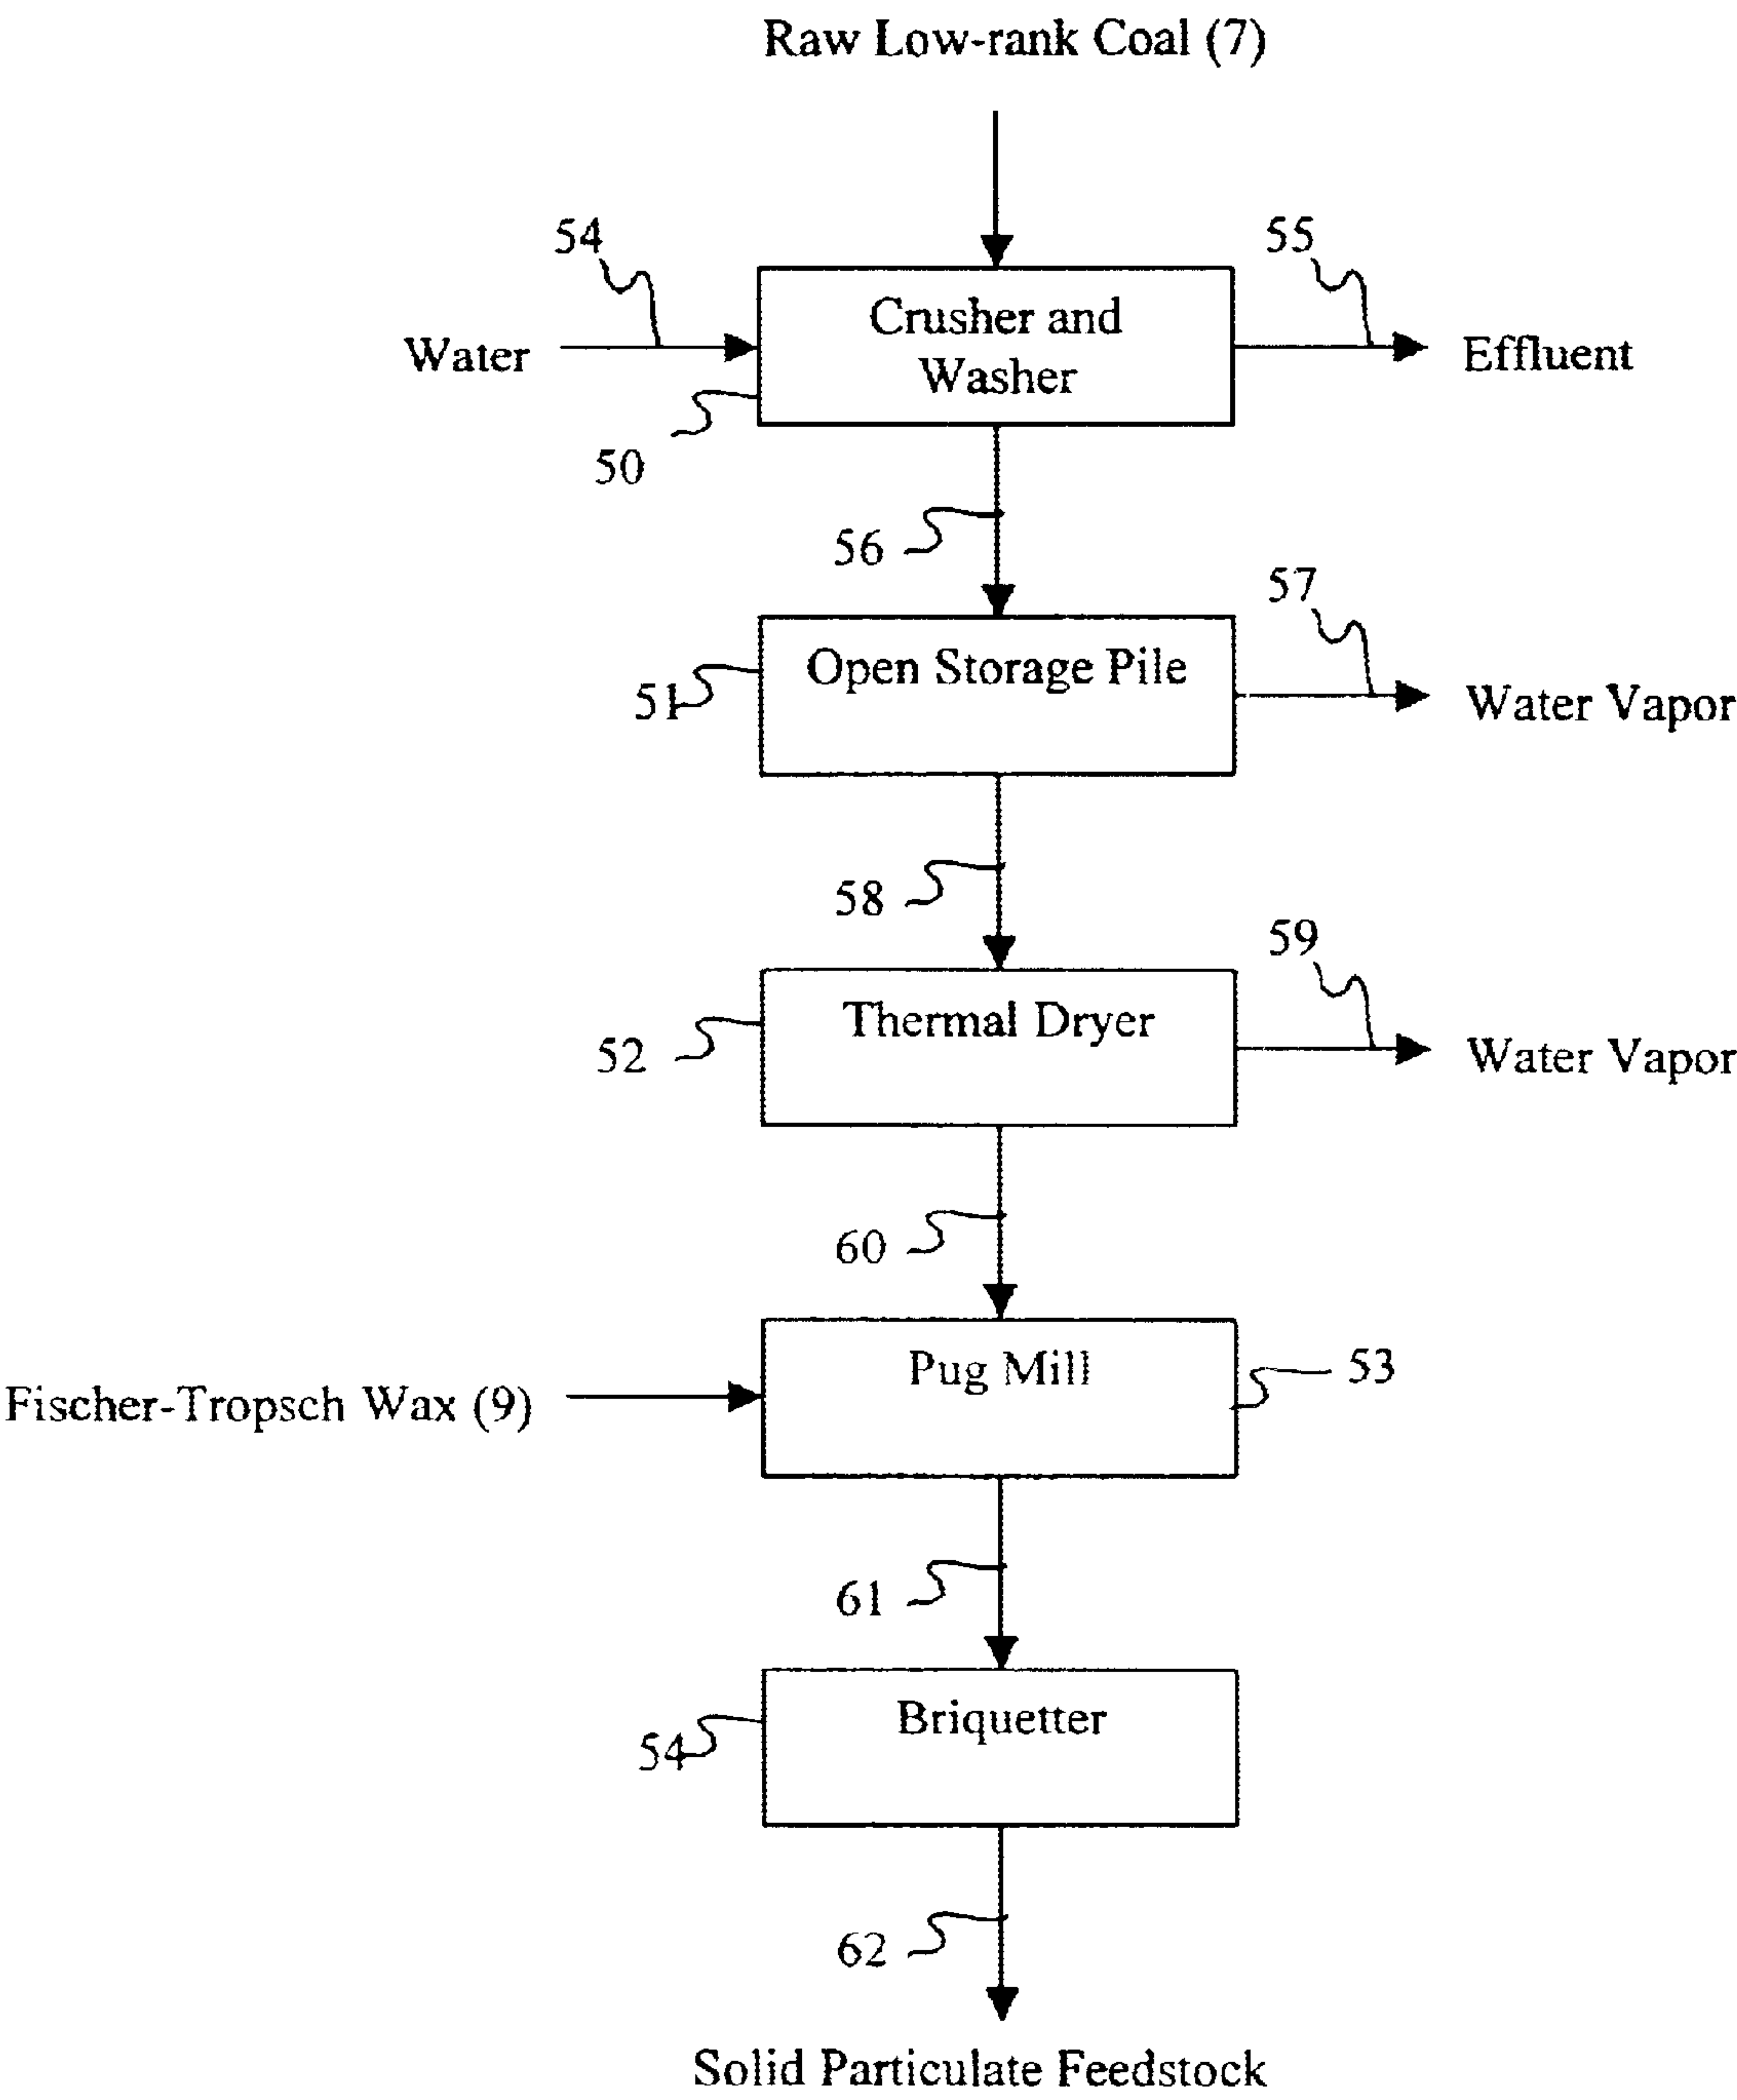 Raw Low-rank Coal (7)
54
55
Water
Crusher and
Washer
Effluent
50
56
57
Open Storage Pile
51
Water Vapor
58
59
Thermal Dryer
52
Water Vapor
60
Pug Mill
53
Fischer-Tropsch Wax (9)
61
Briquetter
54
62
Solid Particulate Feedstock